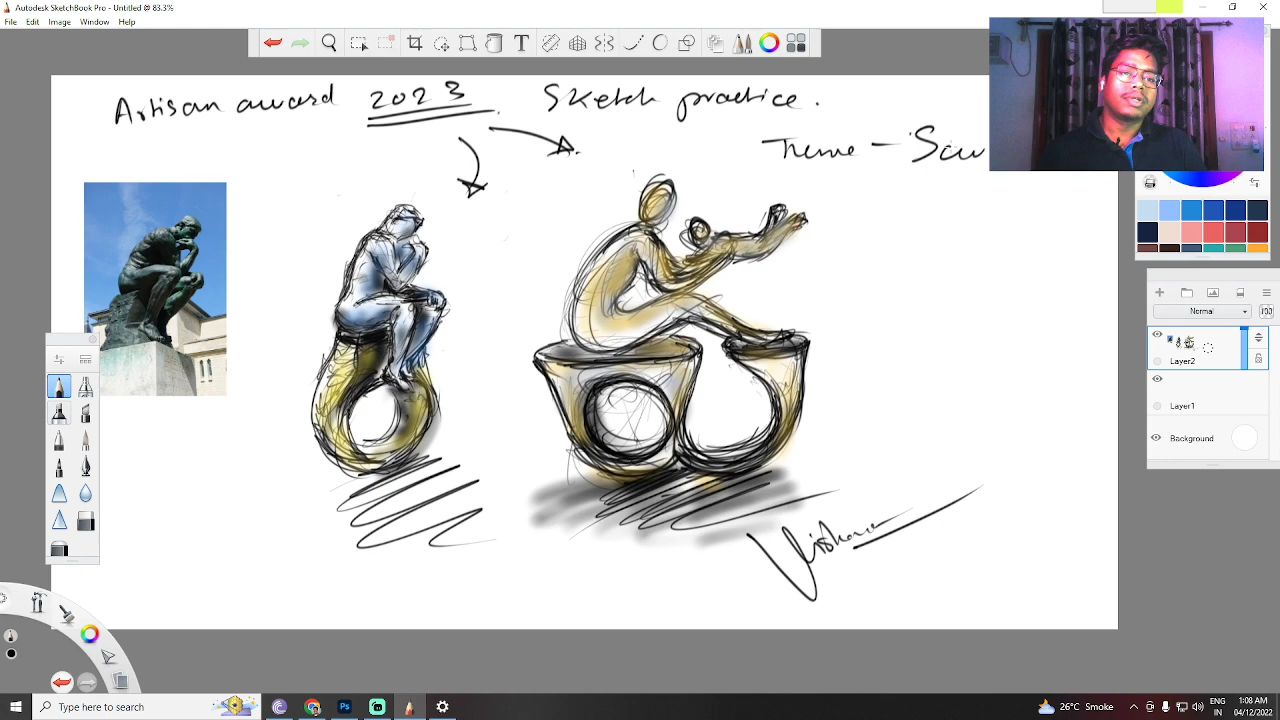 Autodesk SketchBook Pro - Untitled @ 83.3%
File Edit Image Window Help
Artisan award 2023. Sketch practice.
Theme -
Normal
Layer2
Layer1
Background
Type here to search
26°C Smoke
ENG
IN
1:08 AM
04/12/2022